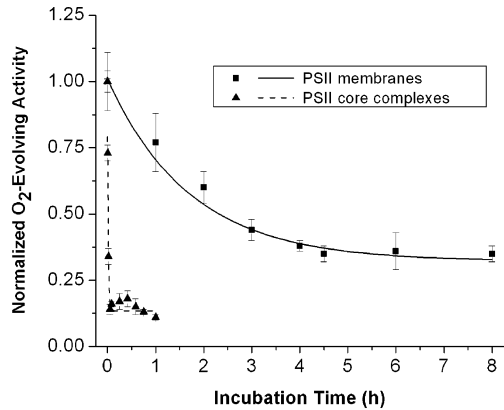 Normalized O2-Evolving Activity
1.25
1.00
0.75
0.50
0.25
0.00
PSII membranes
PSII core complexes
0 1 2 3 4 5 6 7 8
Incubation Time (h)